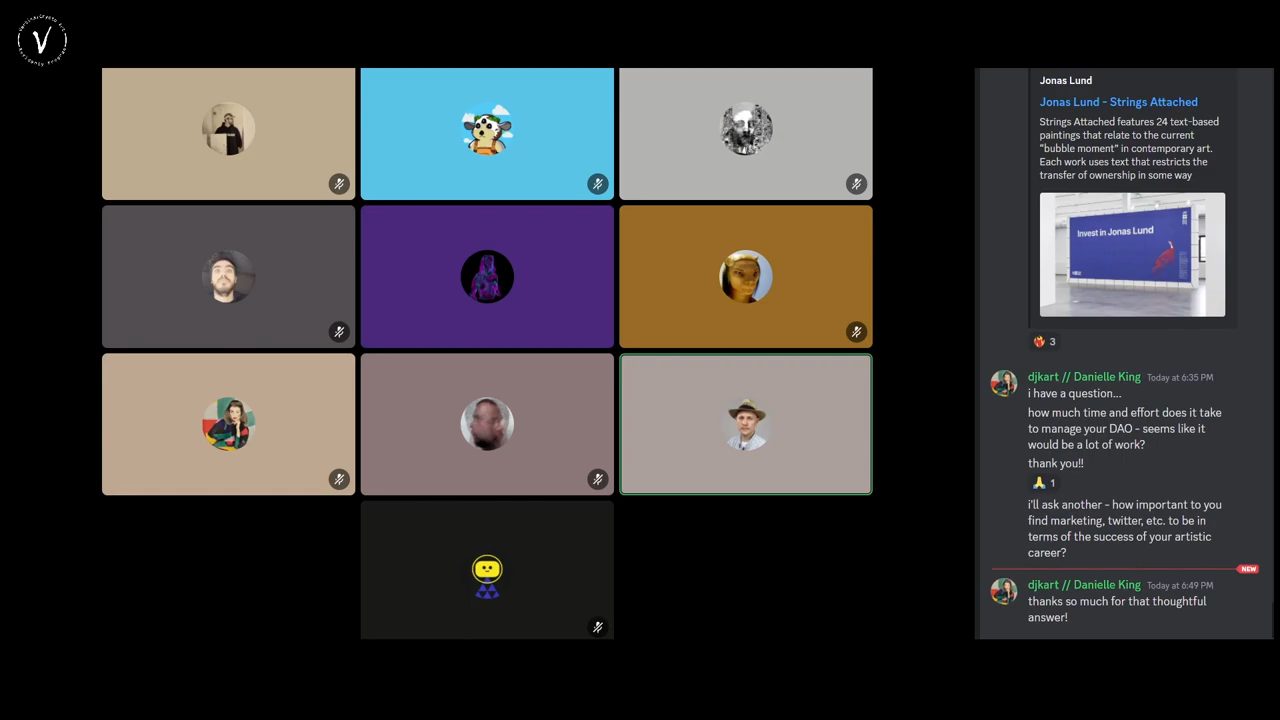 V
Jonas Lund
Jonas Lund - Strings Attached
Strings Attached features 24 text-based
paintings that relate to the current
“bubble moment” in contemporary art.
Each work uses text that restricts the
transfer of ownership in some way
Invest in Jonas Lund
3
djkart // Danielle King Today at 6:35 PM
i have a question...
how much time and effort does it take
to manage your DAO - seems like it
would be a lot of work?
thank you!!
1
i'll ask another - how important to you
find marketing, twitter, etc. to be in
terms of the success of your artistic
career?
NEW
djkart // Danielle King Today at 6:49 PM
thanks so much for that thoughtful
answer!